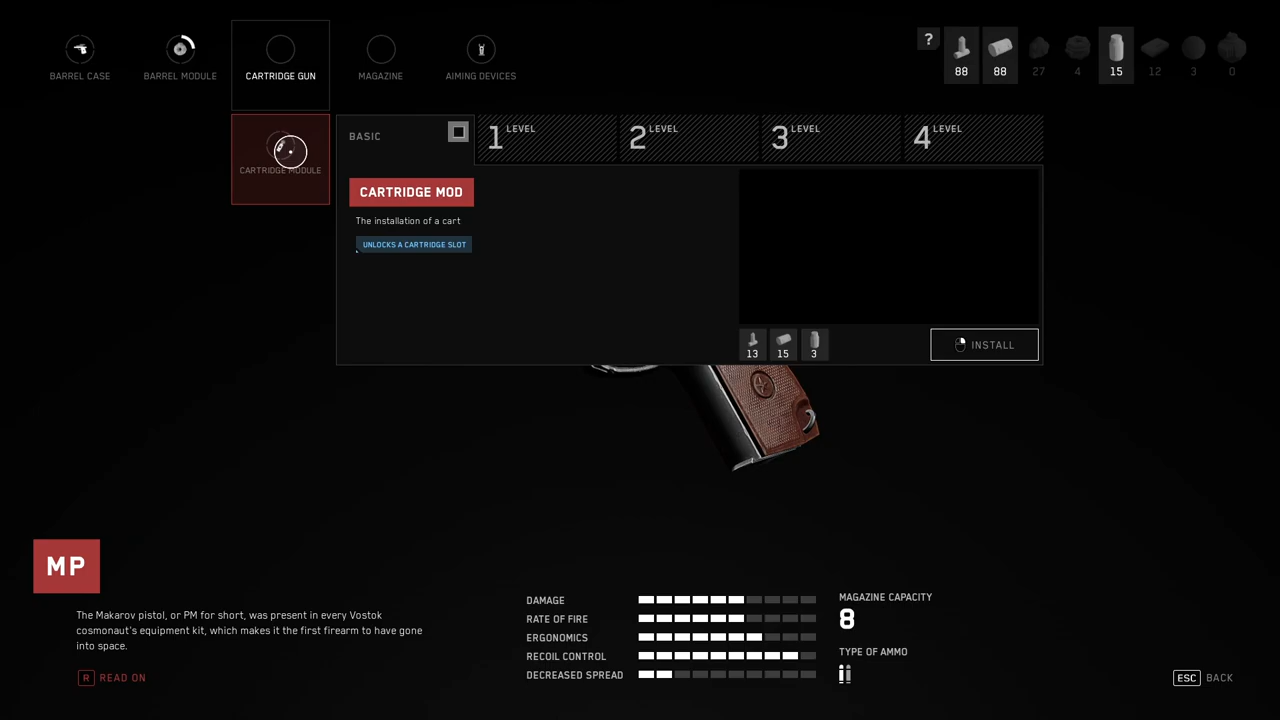 BARREL CASE
BARREL MODULE
CARTRIDGE GUN
MAGAZINE
AIMING DEVICES
?
88
88
27
4
15
12
3
0
CARTRIDGE MODULE
BASIC
1 LEVEL
2 LEVEL
3 LEVEL
4 LEVEL
CARTRIDGE MOD
The installation of a cart
UNLOCKS A CARTRIDGE SLOT
13
15
3
INSTALL
MP
The Makarov pistol, or PM for short, was present in every Vostok
cosmonaut's equipment kit, which makes it the first firearm to have gone
into space.
R READ ON
DAMAGE
RATE OF FIRE
ERGONOMICS
RECOIL CONTROL
DECREASED SPREAD
MAGAZINE CAPACITY
8
TYPE OF AMMO
ESC BACK